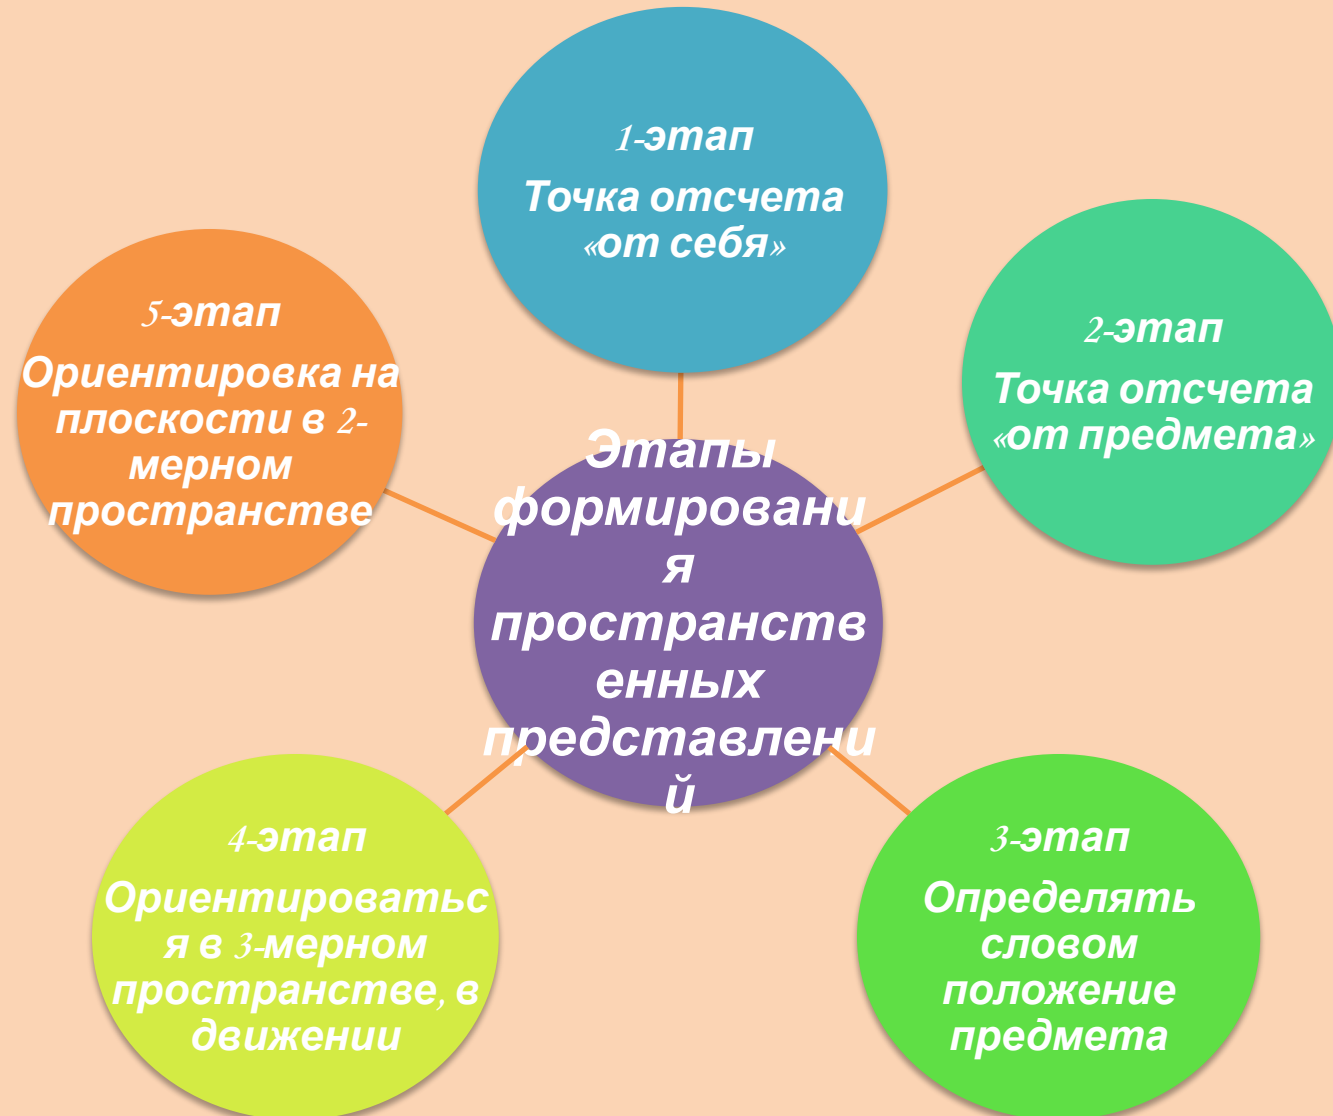 1-этап
Точка отсчета
«от себя»
2-этап
Точка отсчета
«от предмета»
3-этап
Определять
словом
положение
предмета
4-этап
Ориентироватьс
я в 3-мерном
пространстве, в
движении
5-этап
Ориентировка на
плоскости в 2-
мерном
пространстве
Этапы
формировани
я
пространств
енных
представлени
й